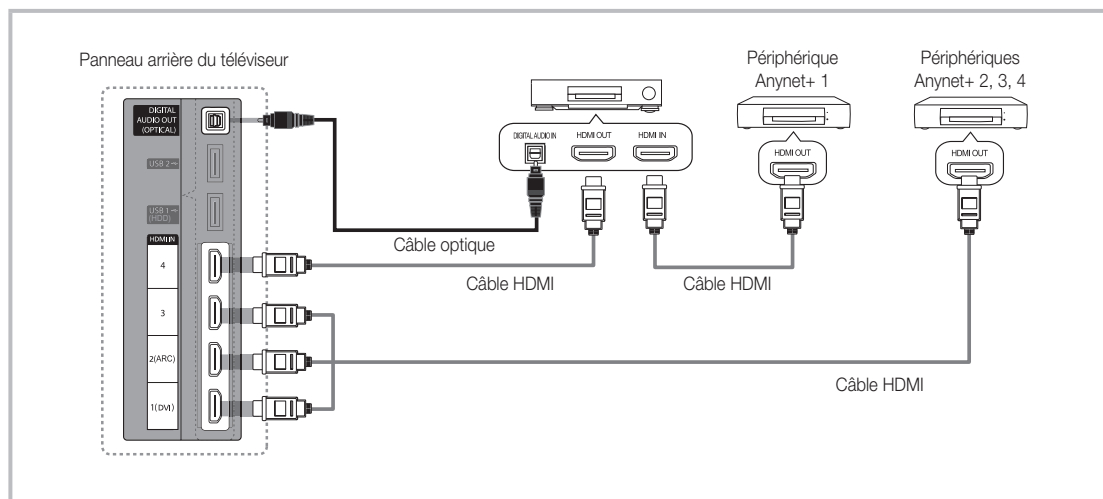 Panneau arrière du téléviseur
DIGITAL
AUDIO OUT
(OPTICAL)
USB 2
USB 1
(HDD)
HDMI IN
4
3
2(ARC)
1(DVI)
DIGITAL AUDIO IN
HDMI OUT
HDMI IN
Périphérique
Anynet+ 1
HDMI OUT
Périphériques
Anynet+ 2, 3, 4
HDMI OUT
Câble optique
Câble HDMI
Câble HDMI
Câble HDMI